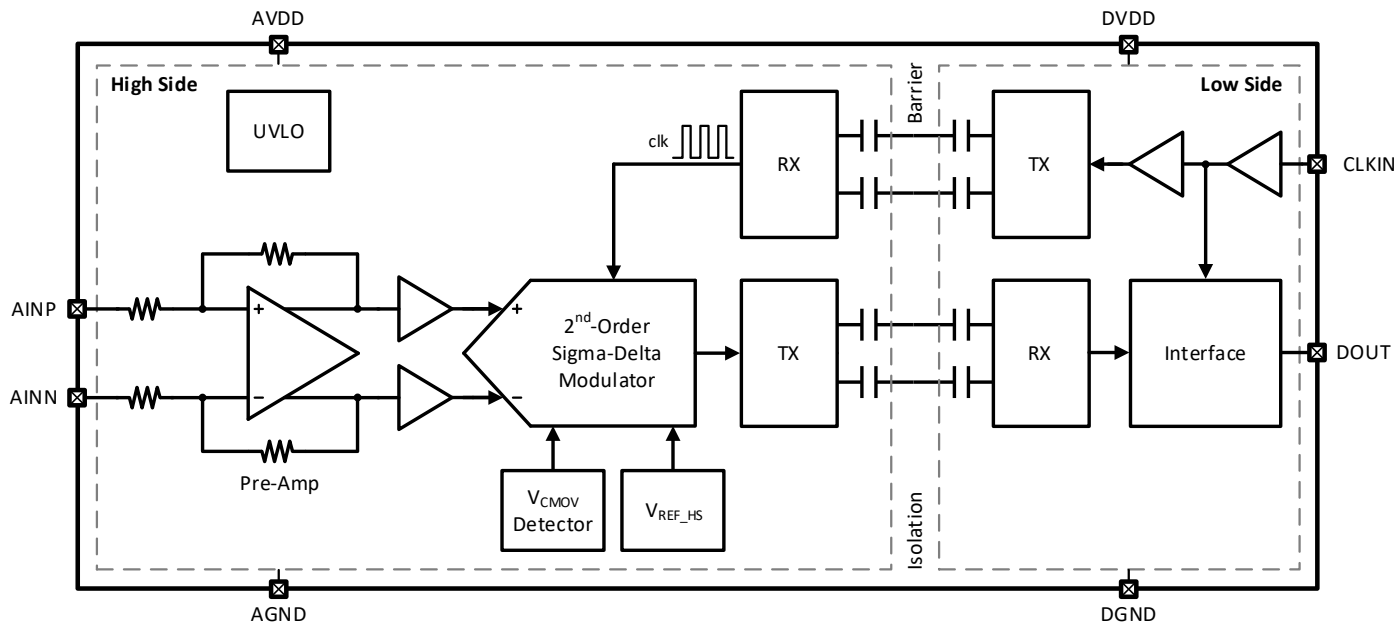 AVDD
DVDD
High Side
Barrier
Low Side
UVLO
clk
RX
TX
CLKIN
AINP
+
+
2nd-Order
Sigma-Delta
Modulator
TX
RX
Interface
DOUT
AINN
−
−
Pre-Amp
VCMOV
Detector
VREF_HS
Isolation
AGND
DGND